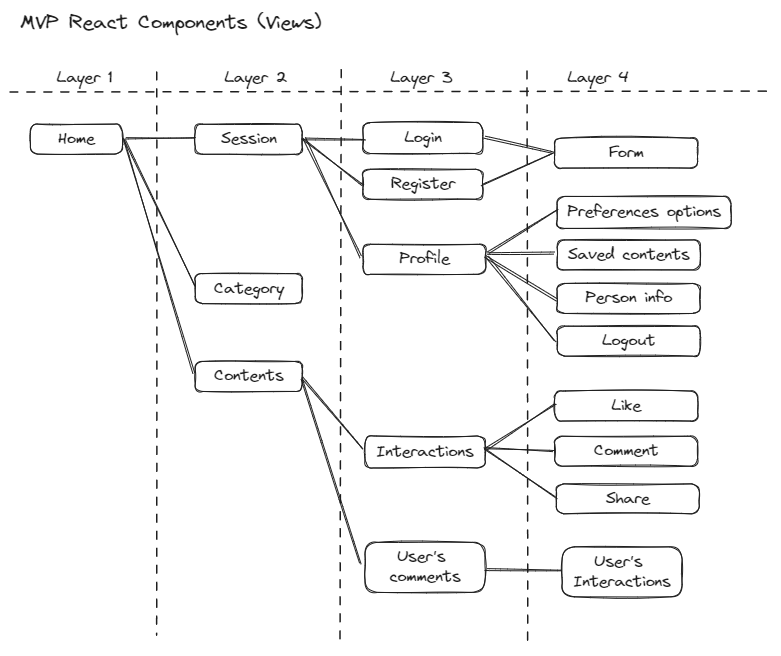 MVP React Components (Views)
Layer 1
Layer 2
Layer 3
Layer 4
Home
Session
Login
Form
Register
Preferences options
Profile
Saved contents
Category
Person info
Logout
Contents
Like
Interactions
Comment
Share
User's
comments
User's
Interactions